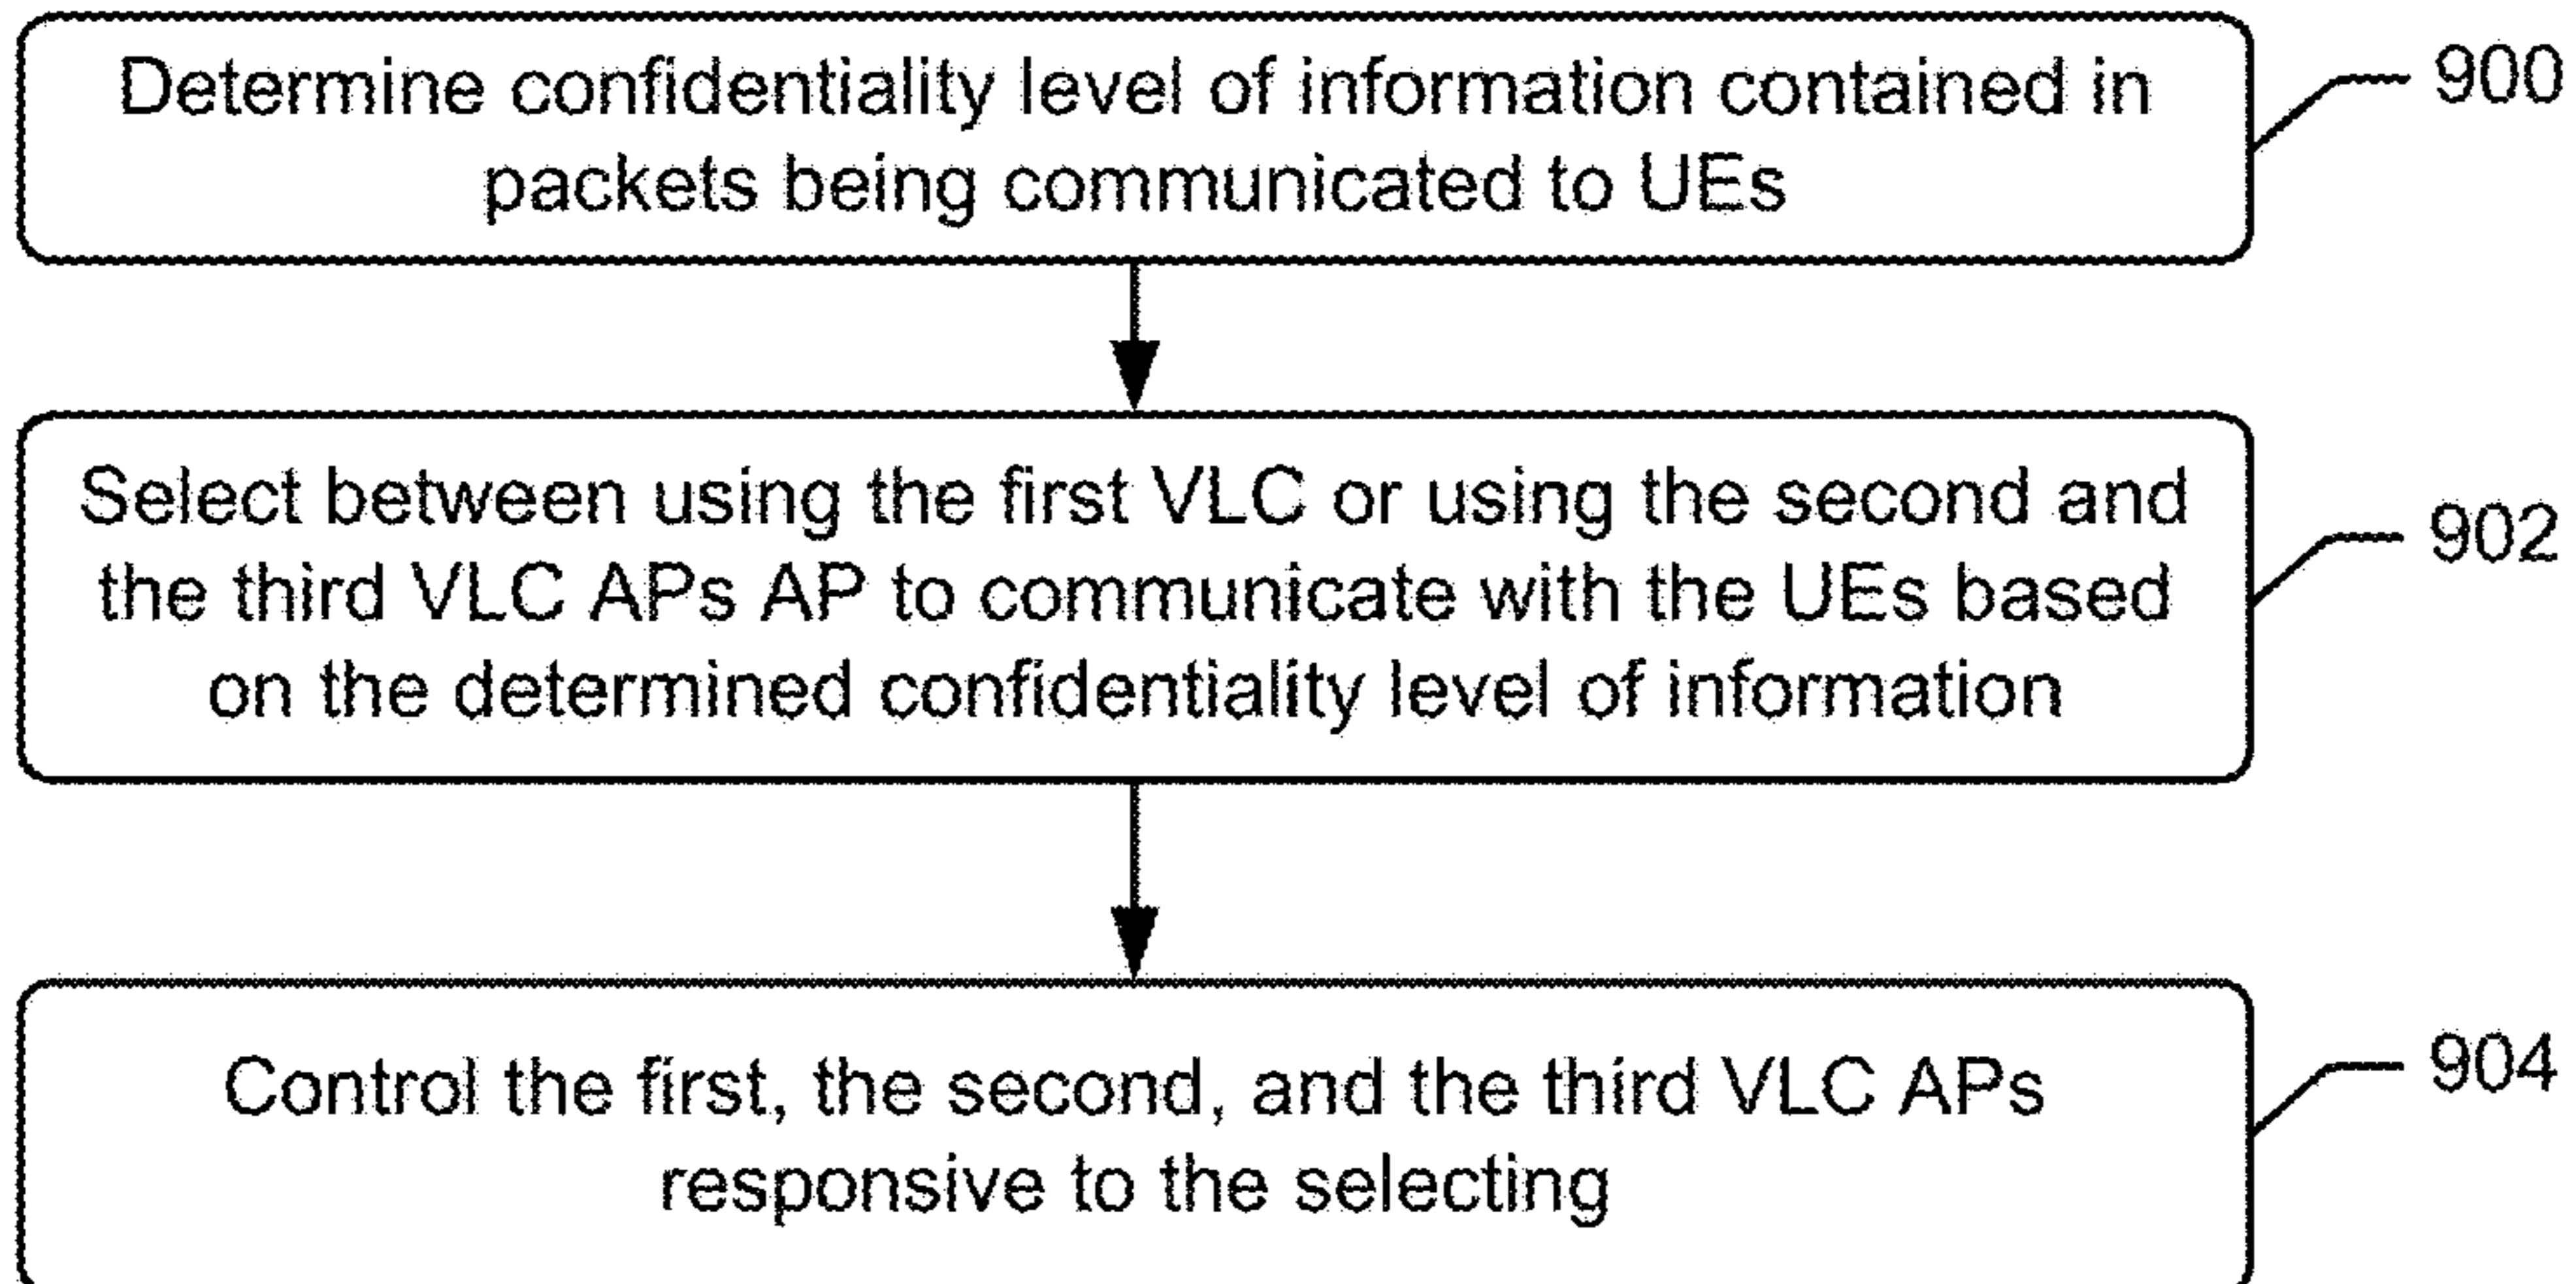 Determine confidentiality level of information contained in
packets being communicated to UEs
900
Select between using the first VLC or using the second and
the third VLC APs AP to communicate with the UEs based
on the determined confidentiality level of information
902
Control the first, the second, and the third VLC APs
responsive to the selecting
904